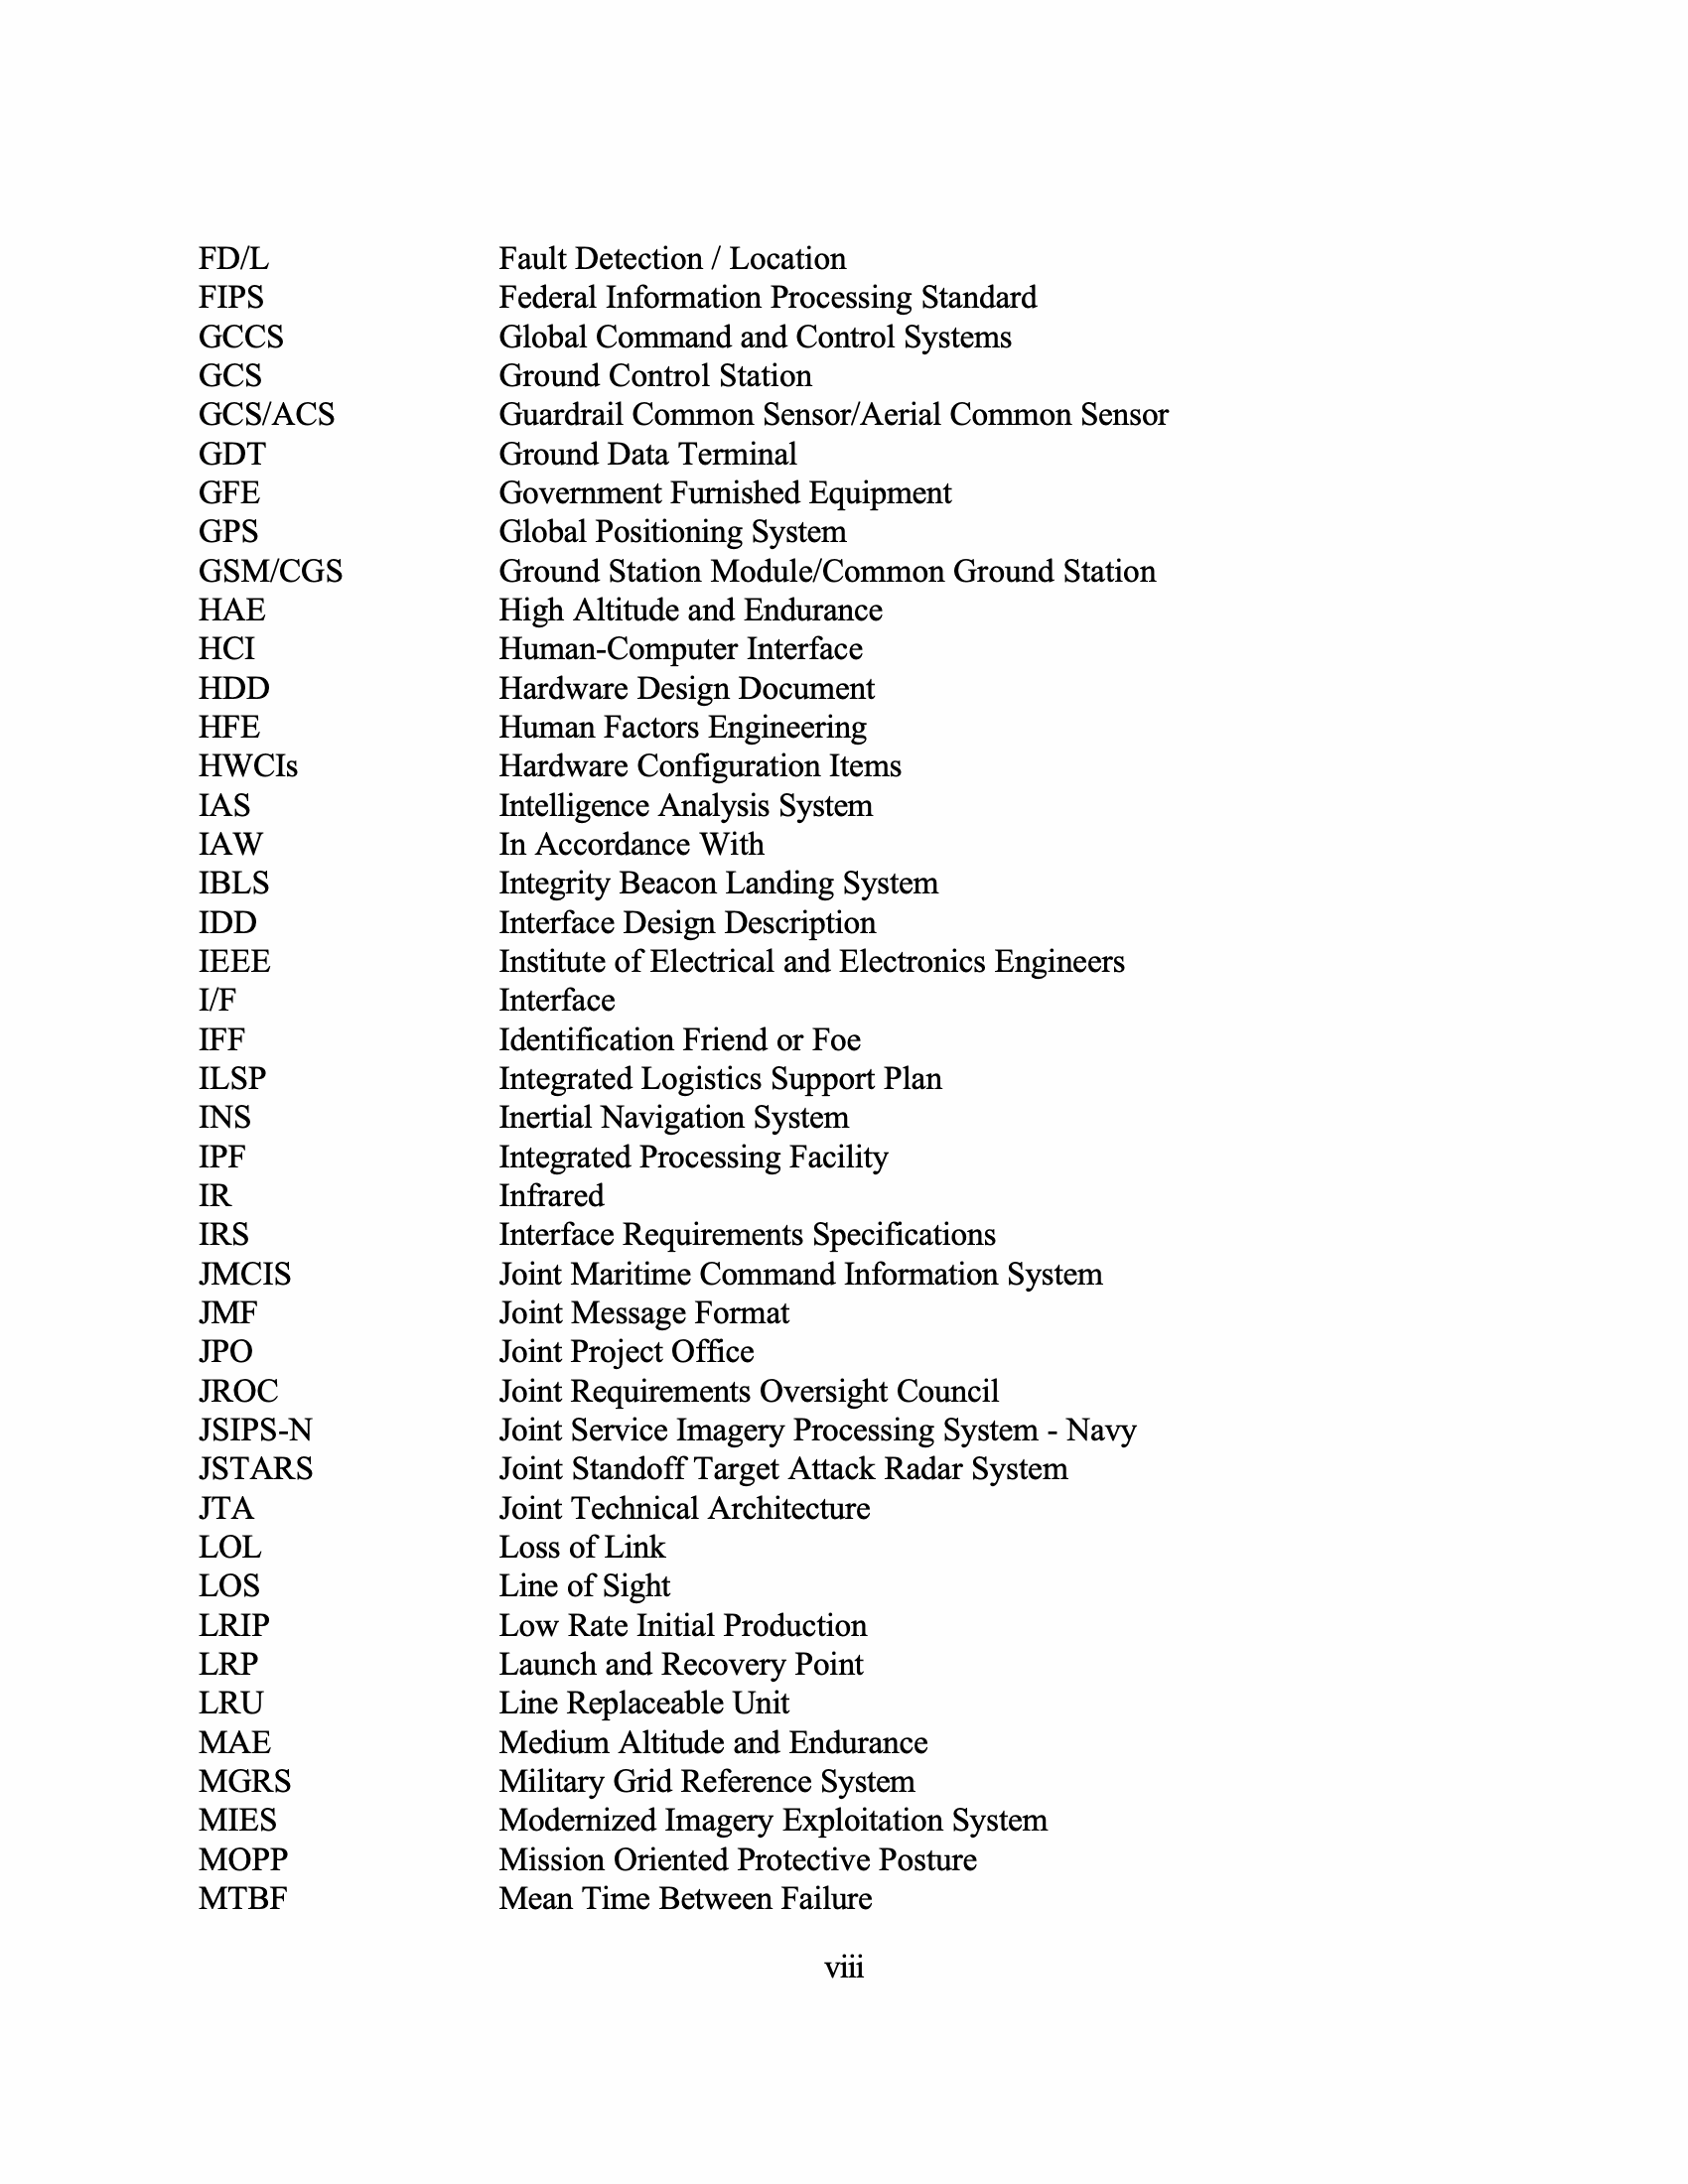 FD/L Fault Detection / Location
FIPS Federal Information Processing Standard
GCCS Global Command and Control Systems
GCS Ground Control Station
GCS/ACS Guardrail Common Sensor/Aerial Common Sensor
GDT Ground Data Terminal
GFE Government Furnished Equipment
GPS Global Positioning System
GSM/CGS Ground Station Module/Common Ground Station
HAE High Altitude and Endurance
HCI Human-Computer Interface
HDD Hardware Design Document
HFE Human Factors Engineering
HWCIs Hardware Configuration Items
IAS Intelligence Analysis System
IAW In Accordance With
IBLS Integrity Beacon Landing System
IDD Interface Design Description
IEEE Institute of Electrical and Electronics Engineers
I/F Interface
IFF Identification Friend or Foe
ILSP Integrated Logistics Support Plan
INS Inertial Navigation System
IPF Integrated Processing Facility
IR Infrared
IRS Interface Requirements Specifications
JMCIS Joint Maritime Command Information System
JMF Joint Message Format
JPO Joint Project Office
JROC Joint Requirements Oversight Council
JSIPS-N Joint Service Imagery Processing System - Navy
JSTARS Joint Standoff Target Attack Radar System
JTA Joint Technical Architecture
LOL Loss of Link
LOS Line of Sight
LRIP Low Rate Initial Production
LRP Launch and Recovery Point
LRU Line Replaceable Unit
MAE Medium Altitude and Endurance
MGRS Military Grid Reference System
MIES Modernized Imagery Exploitation System
MOPP Mission Oriented Protective Posture
MTBF Mean Time Between Failure
viii